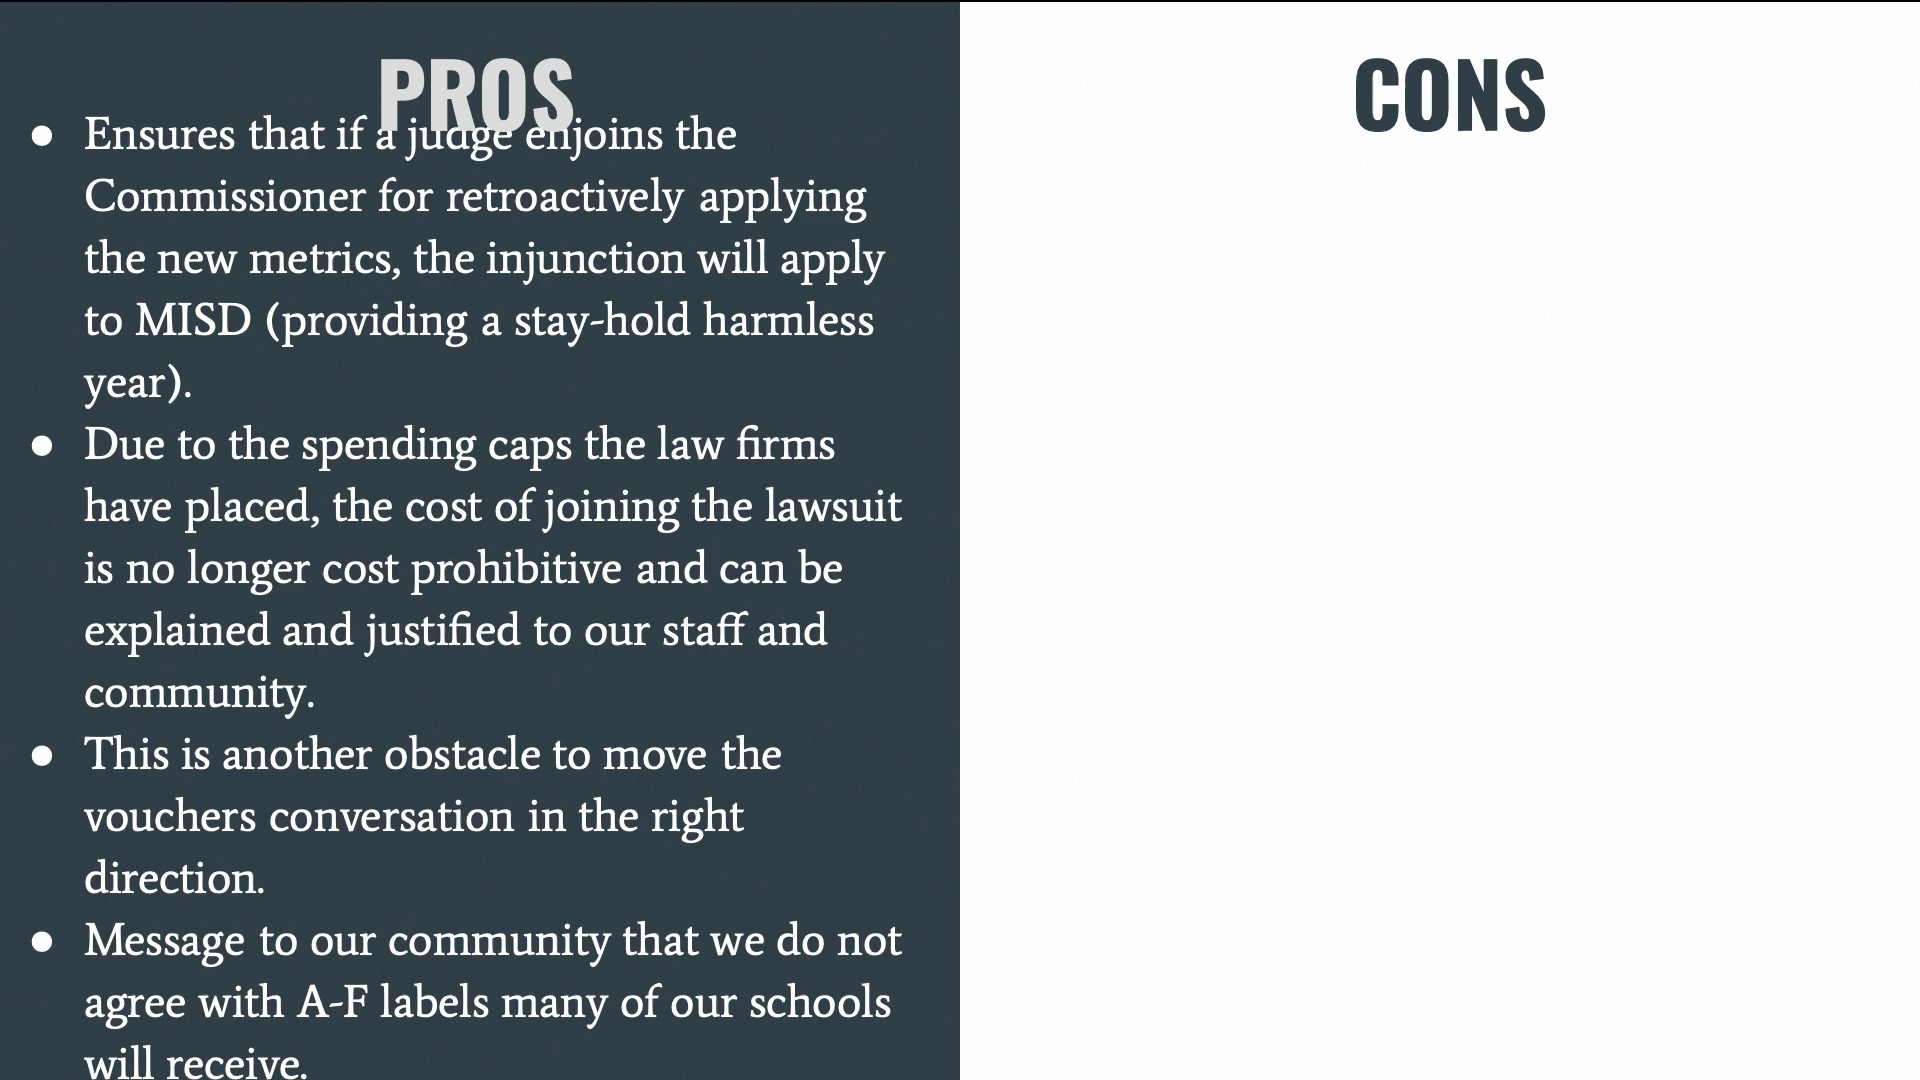 PROS
● Ensures that if a judge enjoins the
Commissioner for retroactively applying
the new metrics, the injunction will apply
to MISD (providing a stay-hold harmless
year).
● Due to the spending caps the law firms
have placed, the cost of joining the lawsuit
is no longer cost prohibitive and can be
explained and justified to our staff and
community.
● This is another obstacle to move the
vouchers conversation in the right
direction.
● Message to our community that we do not
agree with A-F labels many of our schools
will receive.
CONS